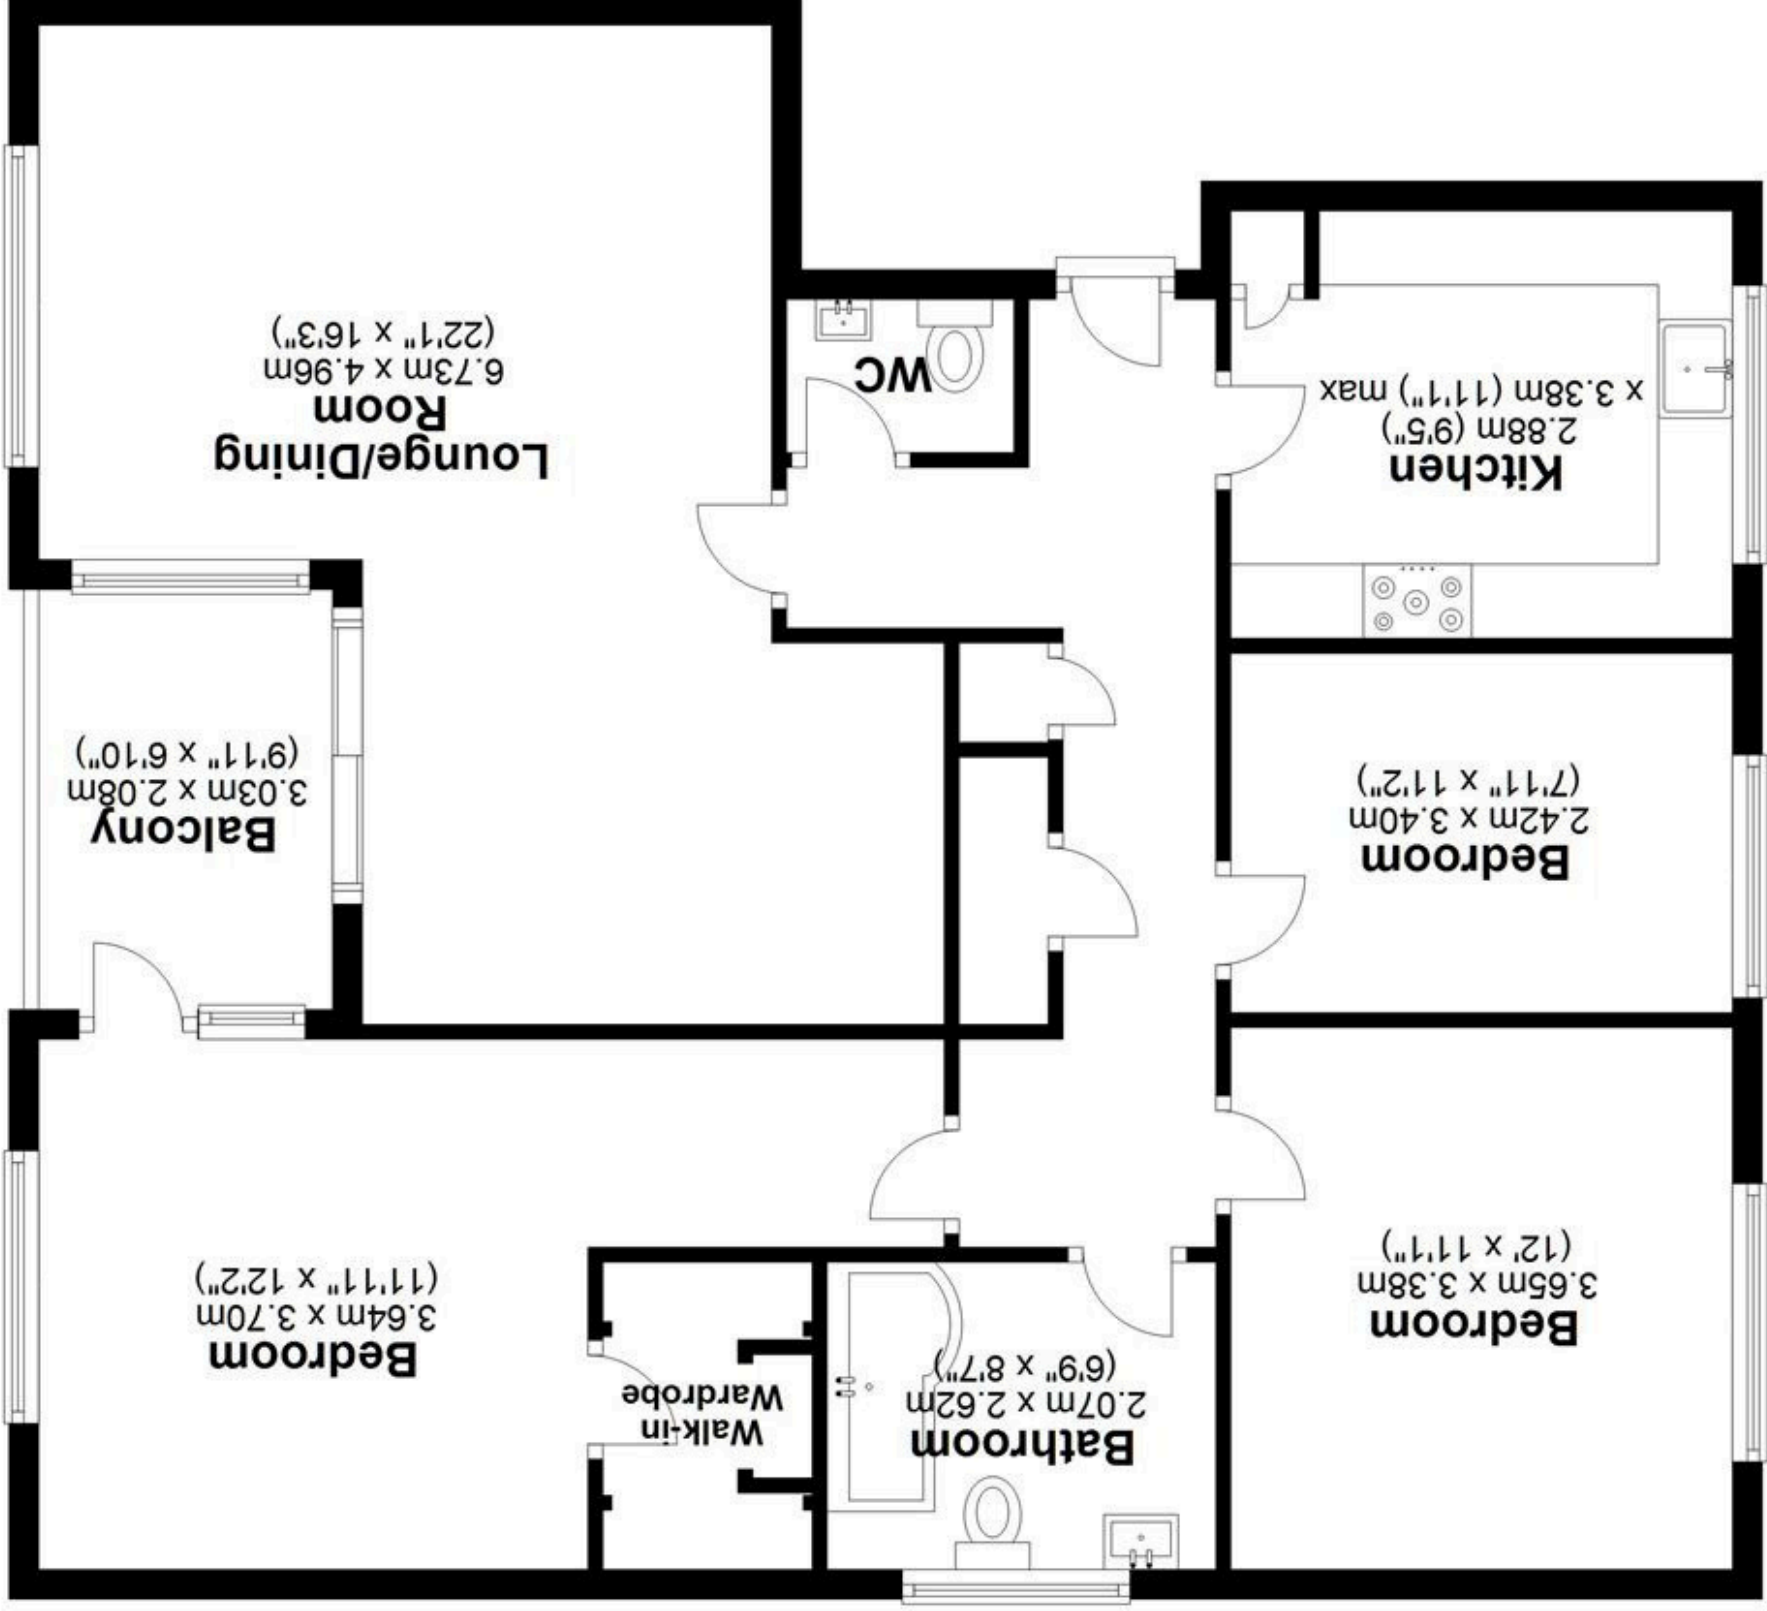 Bathroom
2.07m x 2.62m
(6'9" x 8'7")
Walk-in
Wardrobe
Bedroom
3.65m x 3.38m
(12' x 11'1")
Bedroom
3.64m x 3.70m
(11'11" x 12'2")
Bedroom
2.42m x 3.40m
(7'11" x 11'2")
Balcony
3.03m x 2.08m
(9'11" x 6'10")
Kitchen
2.88m (9'5")
x 3.38m (11'1") max
Lounge/Dining
Room
6.73m x 4.96m
(22'1" x 16'3")
WC